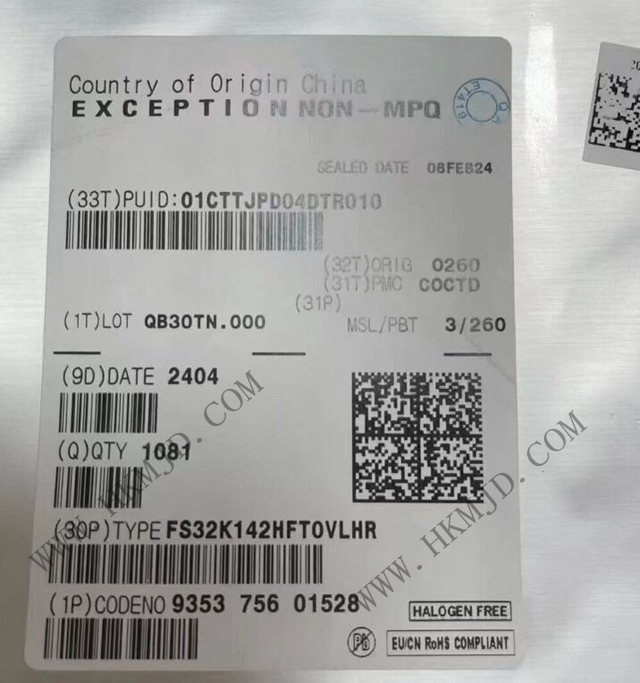 Country of Origin China
EXCEPTION NON-MPQ
ET419
SEALED DATE 08FEB24
(33T)PUID:01CTTJPD04DTR010
(32T)ORIG 0260
(31T)PMC COCTD
(31P)
(1T)LOT QB30TN.000
MSL/PBT 3/260
(9D)DATE 2404
(Q)QTY 1081
(30P)TYPE FS32K142HFT0VLHR
(1P)CODENO 9353 756 01528
HALOGEN FREE
Pb
EU/CN RoHS COMPLIANT
WWW.HKMJD.COM
WWW.HKMJD.COM